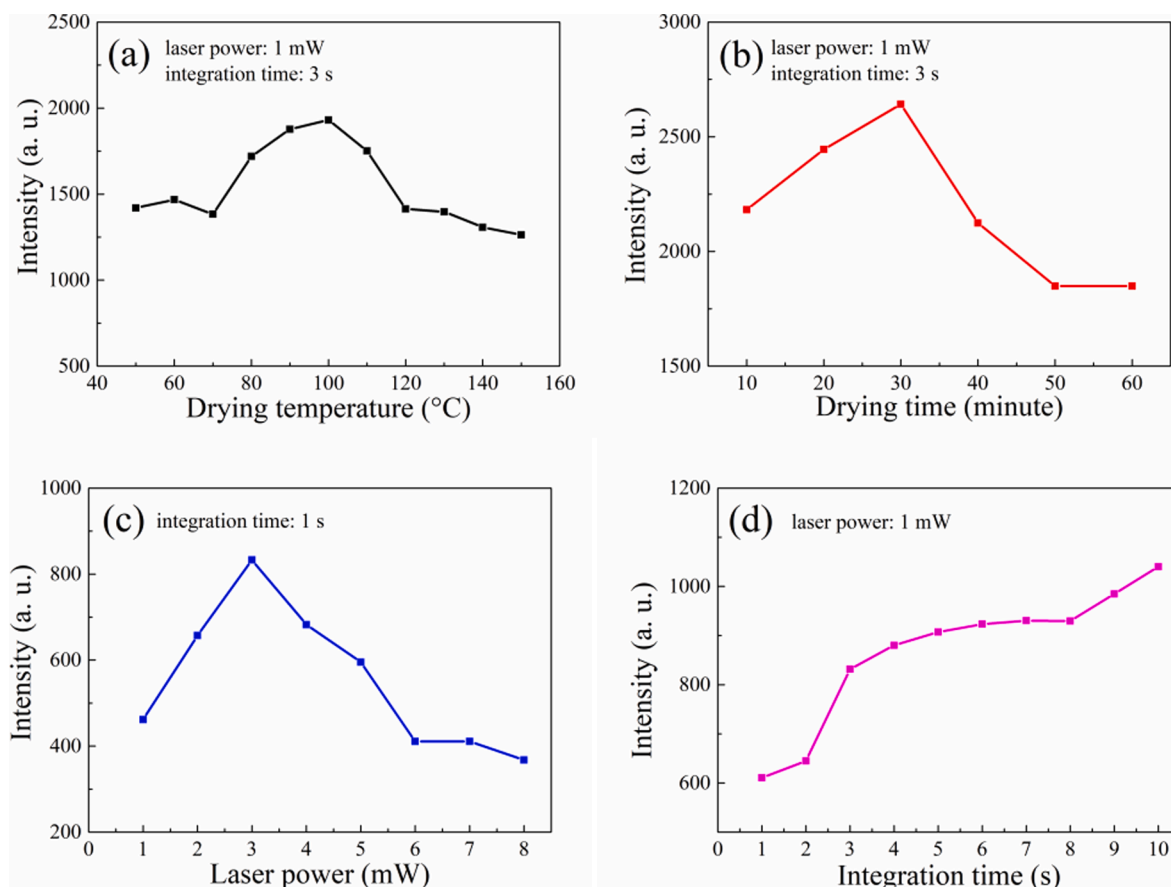 (a)
laser power: 1 mW
integration time: 3 s
Intensity (a. u.)
2500
2000
1500
1000
500
40 60 80 100 120 140 160
Drying temperature (°C)
(b)
laser power: 1 mW
integration time: 3 s
Intensity (a. u.)
3000
2500
2000
1500
10 20 30 40 50 60
Drying time (minute)
(c)
integration time: 1 s
Intensity (a. u.)
1000
800
600
400
200
0 1 2 3 4 5 6 7 8
Laser power (mW)
(d)
laser power: 1 mW
Intensity (a. u.)
1200
1000
800
600
0 1 2 3 4 5 6 7 8 9 10
Integration time (s)